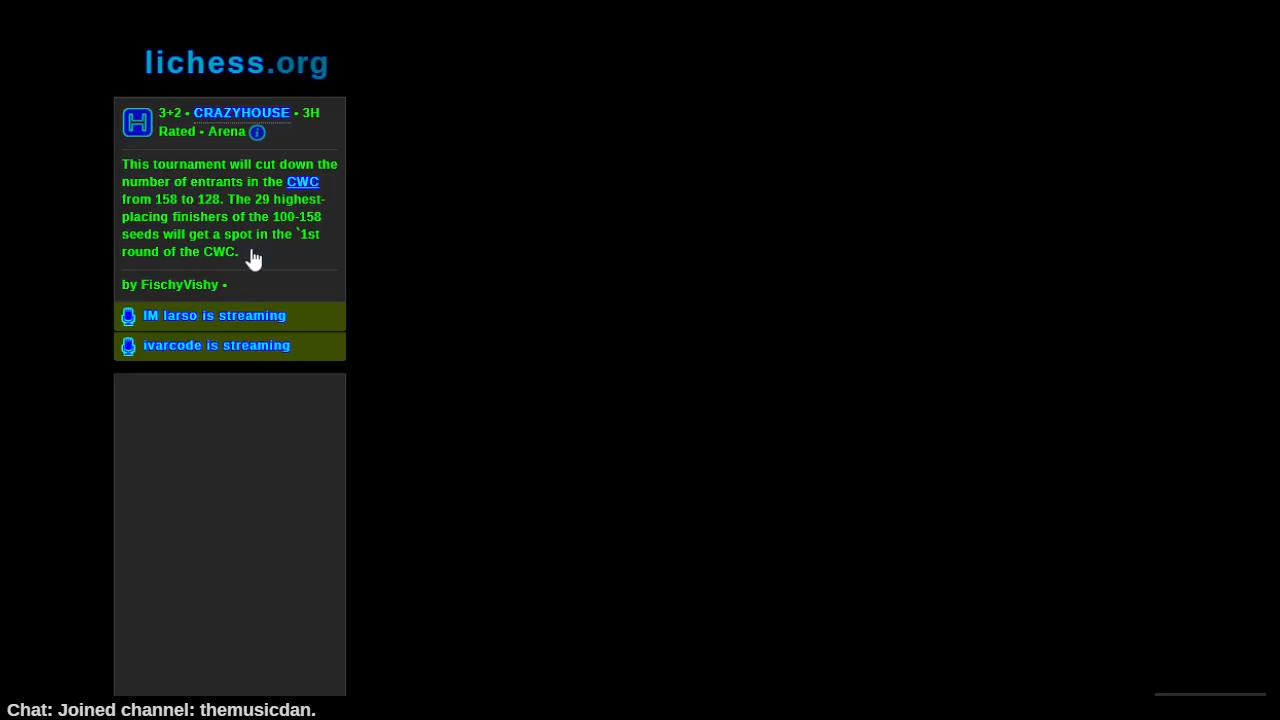 lichess.org
3+2 • CRAZYHOUSE • 3H
Rated • Arena
This tournament will cut down the
number of entrants in the CWC
from 158 to 128. The 29 highest-
placing finishers of the 100-158
seeds will get a spot in the `1st
round of the CWC.
by FischyVishy •
IM larso is streaming
ivarcode is streaming
Chat: Joined channel: themusicdan.